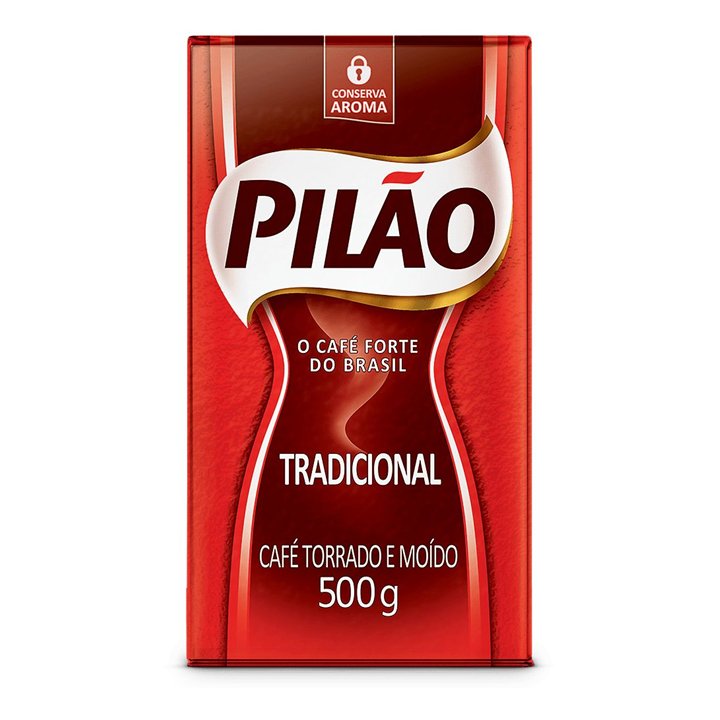 CONSERVA
AROMA
PILÃO
O CAFÉ FORTE
DO BRASIL
TRADICIONAL
CAFÉ TORRADO E MOÍDO
500g